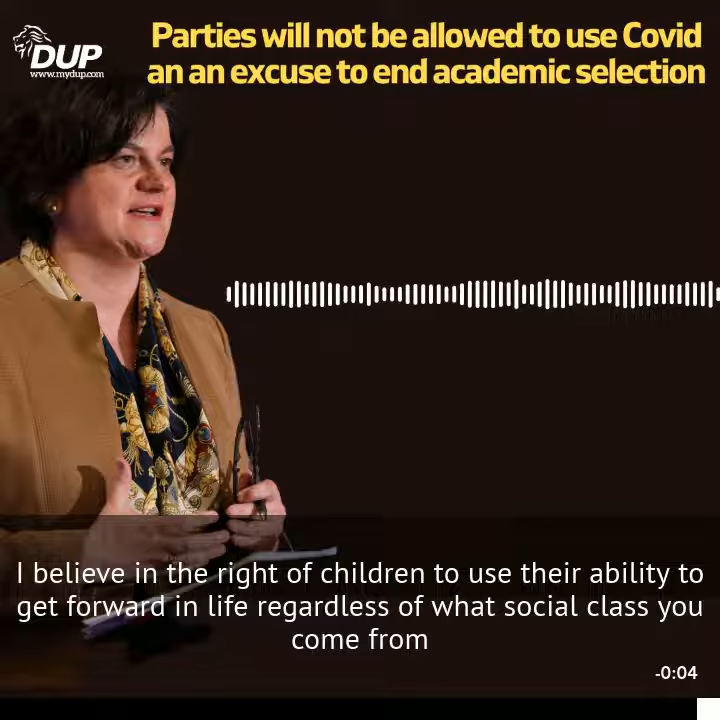 DUP
www.mydup.com
Parties will not be allowed to use Covid
an an excuse to end academic selection
I believe in the right of children to use their ability to
get forward in life regardless of what social class you
come from
-0:04